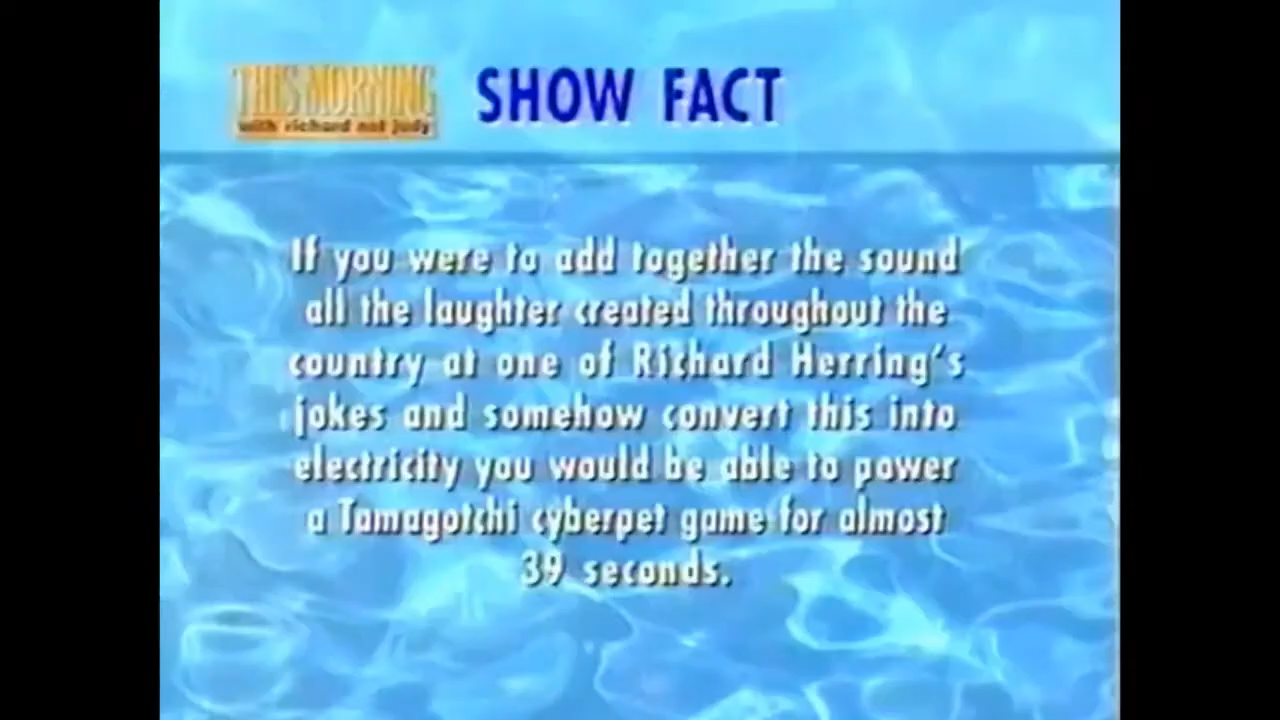 THIS MORNING
with richard not judy
SHOW FACT
If you were to add together the sound
all the laughter created throughout the
country at one of Richard Herring's
jokes and somehow convert this into
electricity you would be able to power
a Tamagotchi cyberpet game for almost
39 seconds.